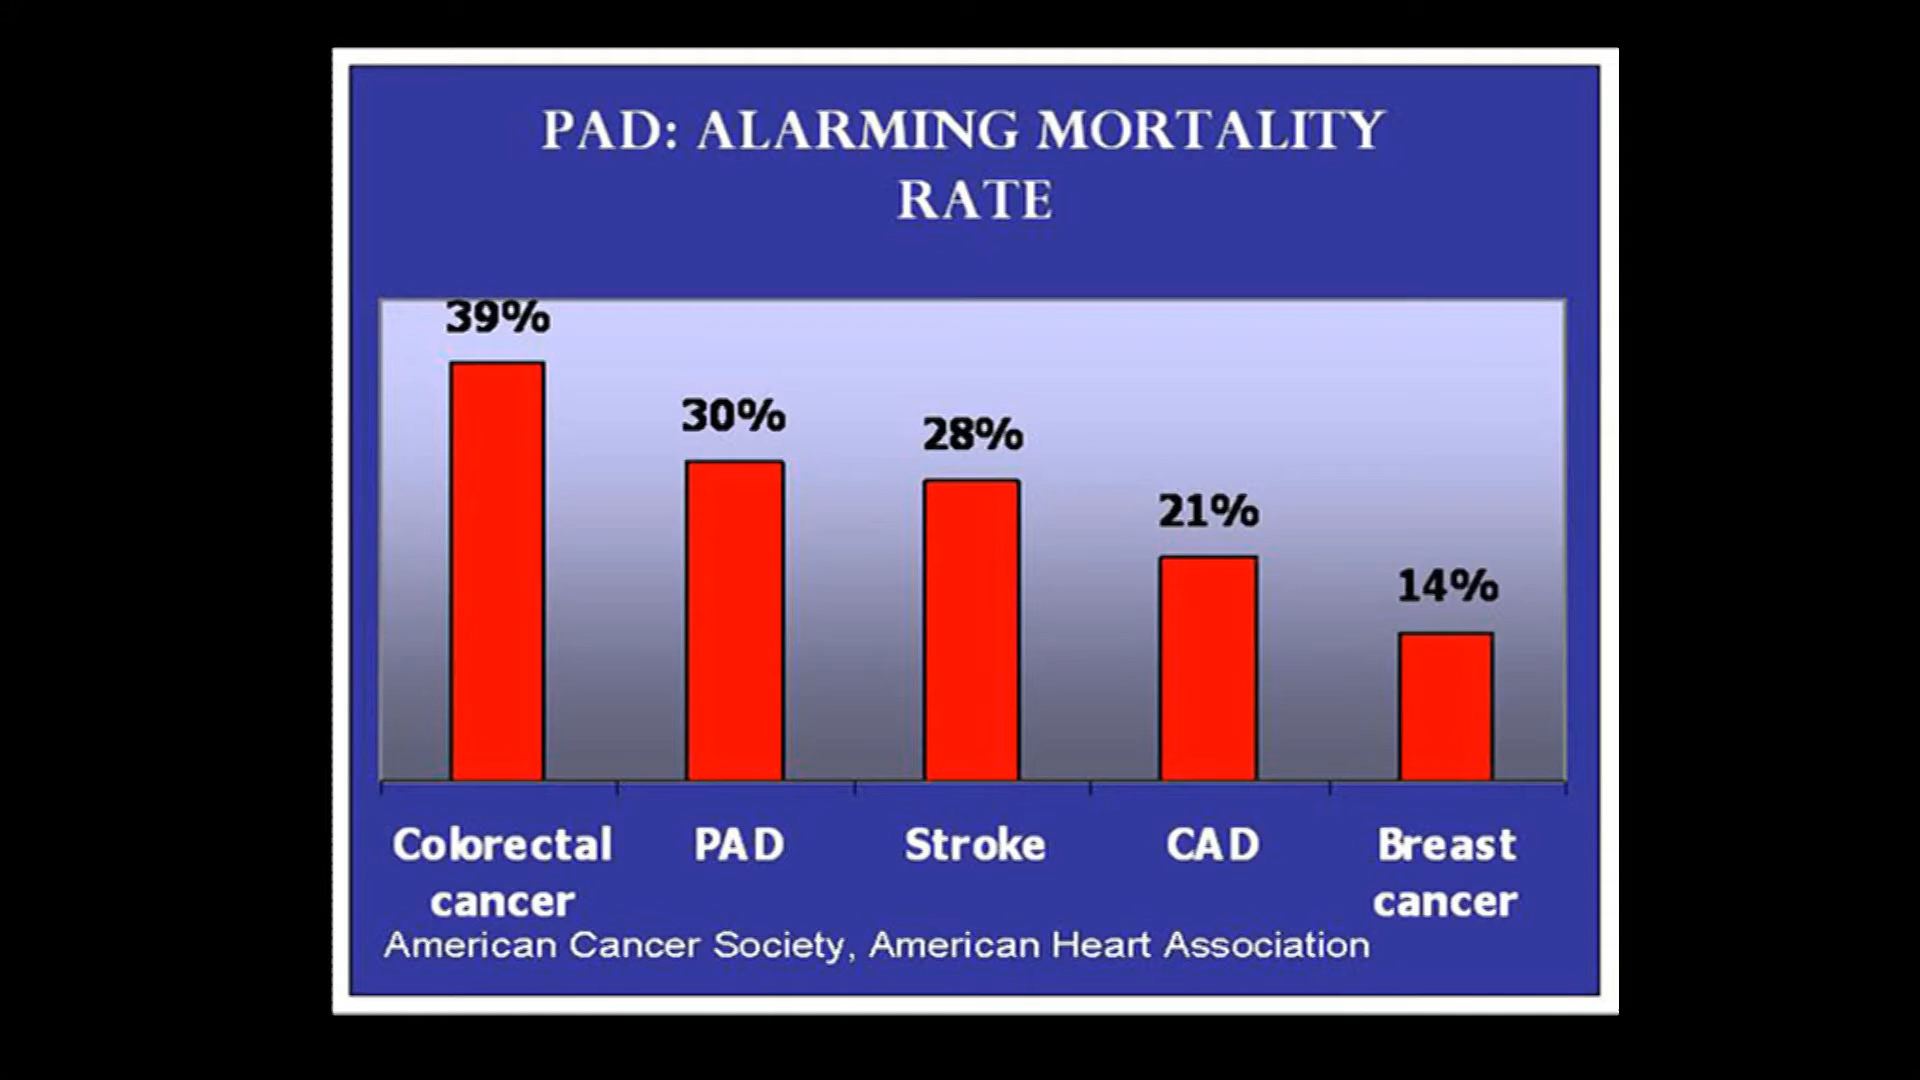 PAD: ALARMING MORTALITY
RATE
39%
30%
28%
21%
14%
Colorectal
cancer
PAD
Stroke
CAD
Breast
cancer
American Cancer Society, American Heart Association